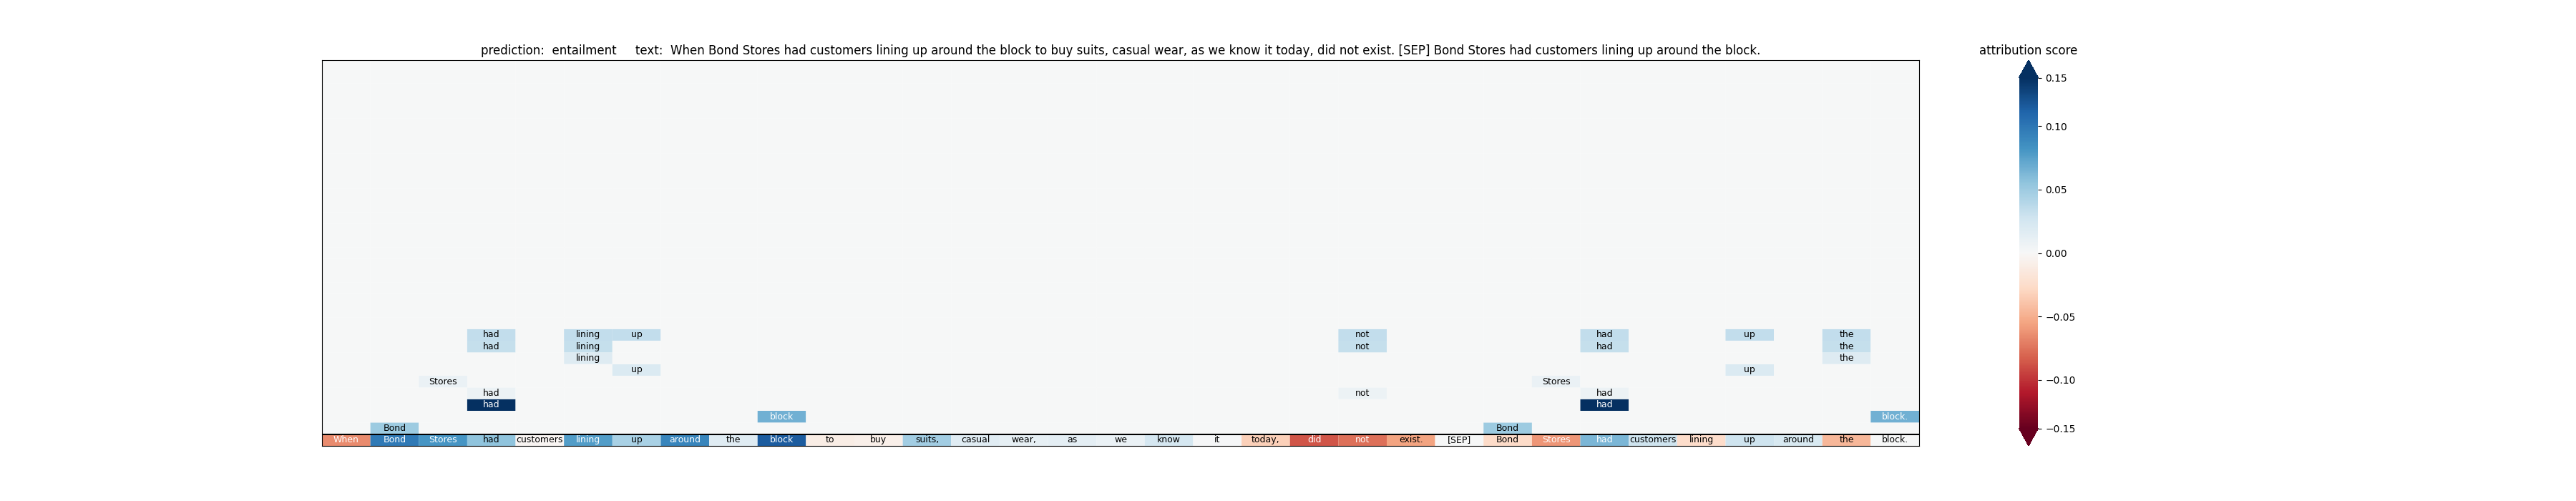 prediction:  entailment     text:  When Bond Stores had customers lining up around the block to buy suits, casual wear, as we know it today, did not exist. [SEP] Bond Stores had customers lining up around the block.
attribution score
0.15
0.10
0.05
0.00
−0.05
−0.10
−0.15
had lining up not had up the
had lining not had the
lining the
up up
Stores Stores
had not had
had had
block block.
Bond Bond
When Bond Stores had customers lining up around the block to buy suits, casual wear, as we know it today, did not exist. [SEP] Bond Stores had customers lining up around the block.